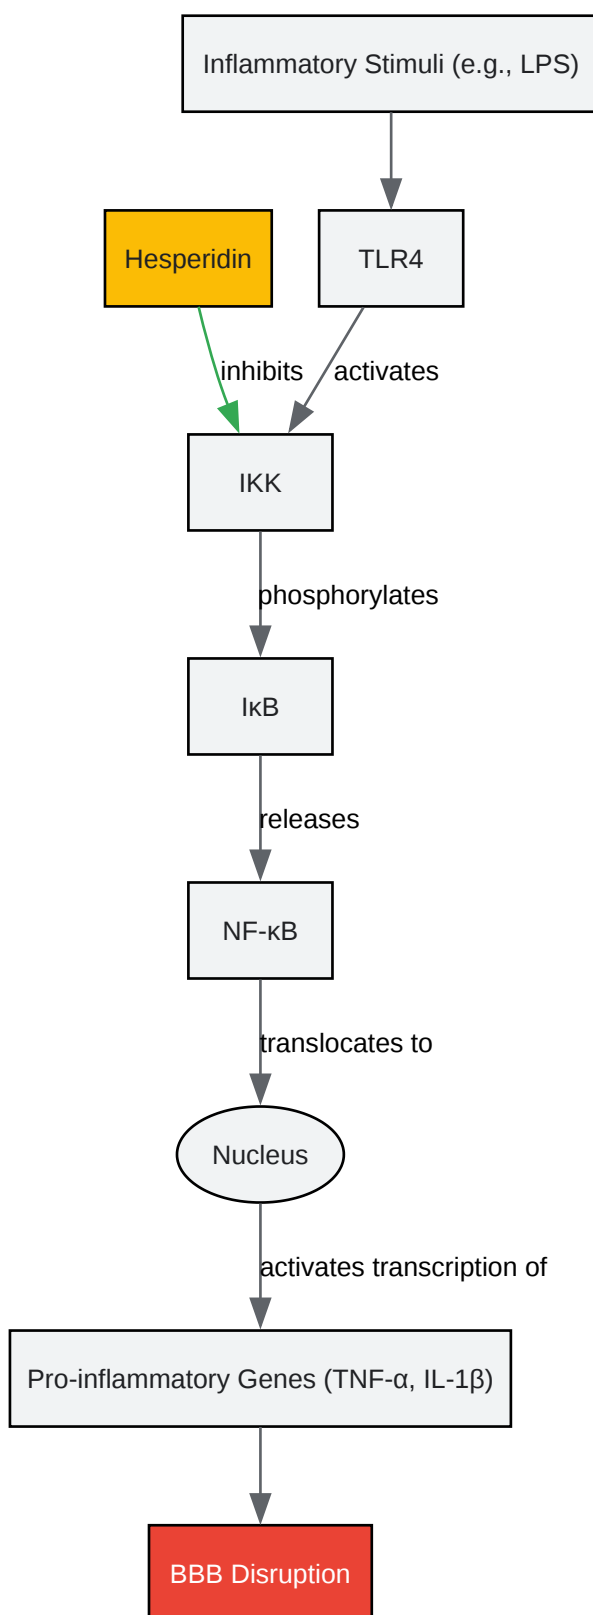 Inflammatory Stimuli (e.g., LPS)
Hesperidin
TLR4
inhibits
activates
IKK
phosphorylates
IκB
releases
NF-κB
translocates to
Nucleus
activates transcription of
Pro-inflammatory Genes (TNF-α, IL-1β)
BBB Disruption